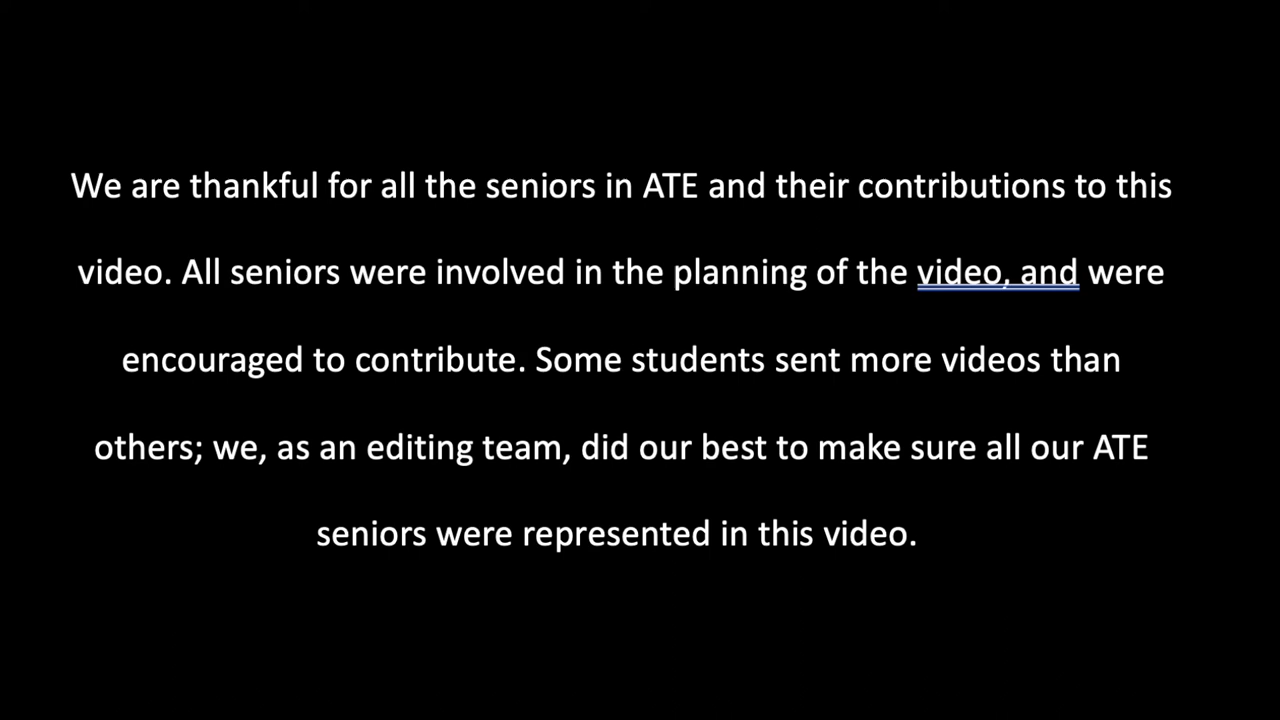 We are thankful for all the seniors in ATE and their contributions to this
video. All seniors were involved in the planning of the video, and were
encouraged to contribute. Some students sent more videos than
others; we, as an editing team, did our best to make sure all our ATE
seniors were represented in this video.